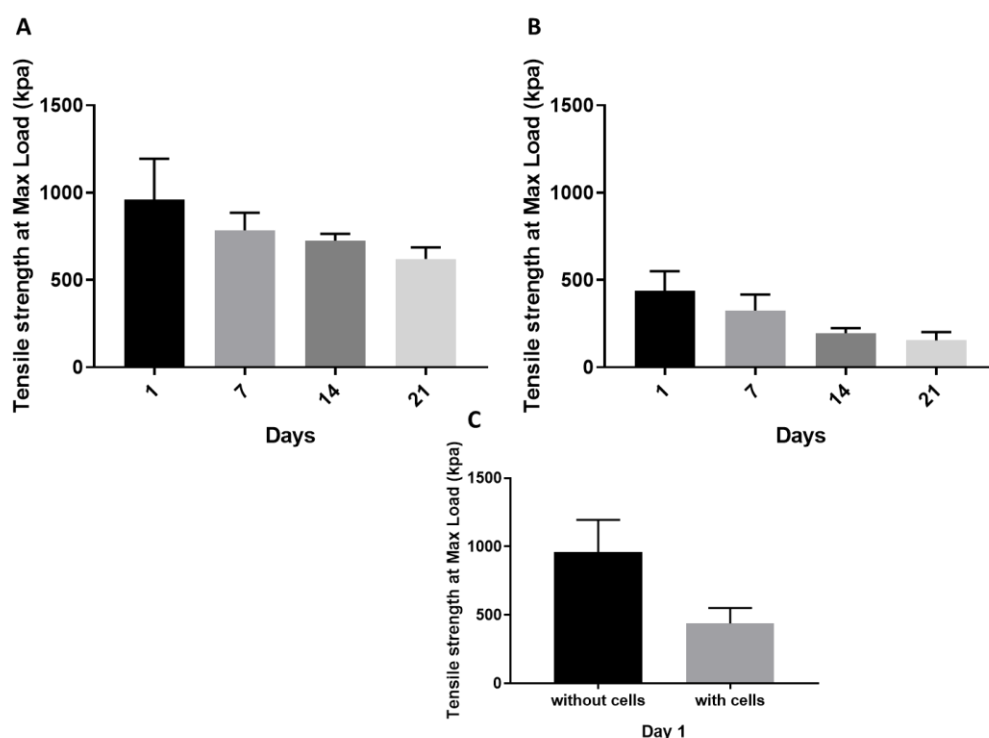 A
Tensile strength at Max Load (kpa)
1500
1000
500
0
1
7
14
21
Days
B
Tensile strength at Max Load (kpa)
1500
1000
500
0
1
7
14
21
Days
C
Tensile strength at Max Load (kpa)
1500
1000
500
0
without cells
with cells
Day 1